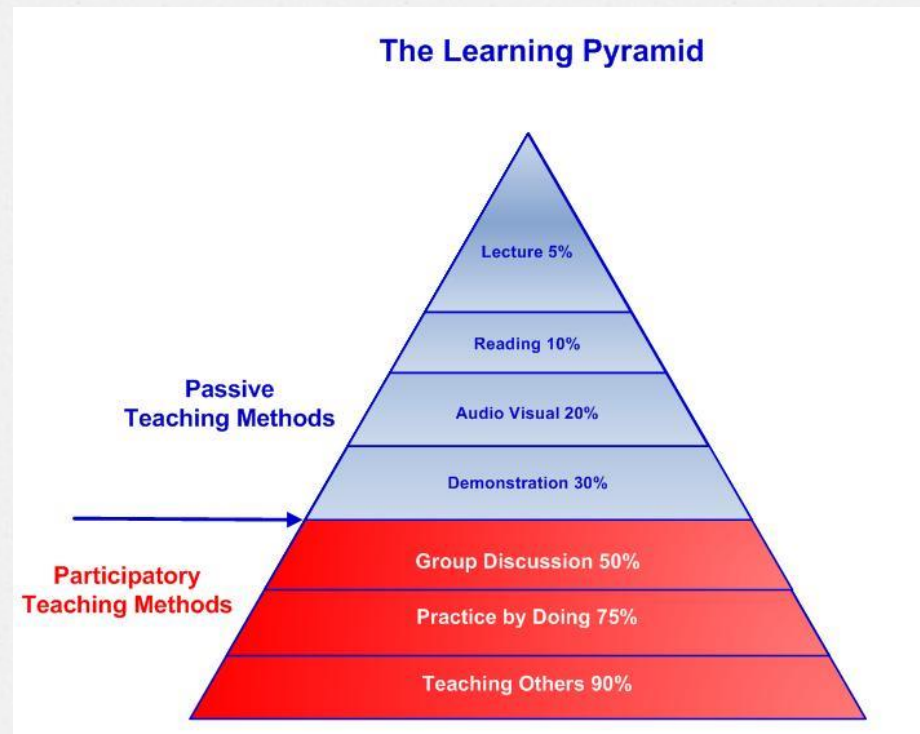 The Learning Pyramid
Lecture 5%
Reading 10%
Passive
Teaching Methods
Audio Visual 20%
Demonstration 30%
Participatory
Teaching Methods
Group Discussion 50%
Practice by Doing 75%
Teaching Others 90%